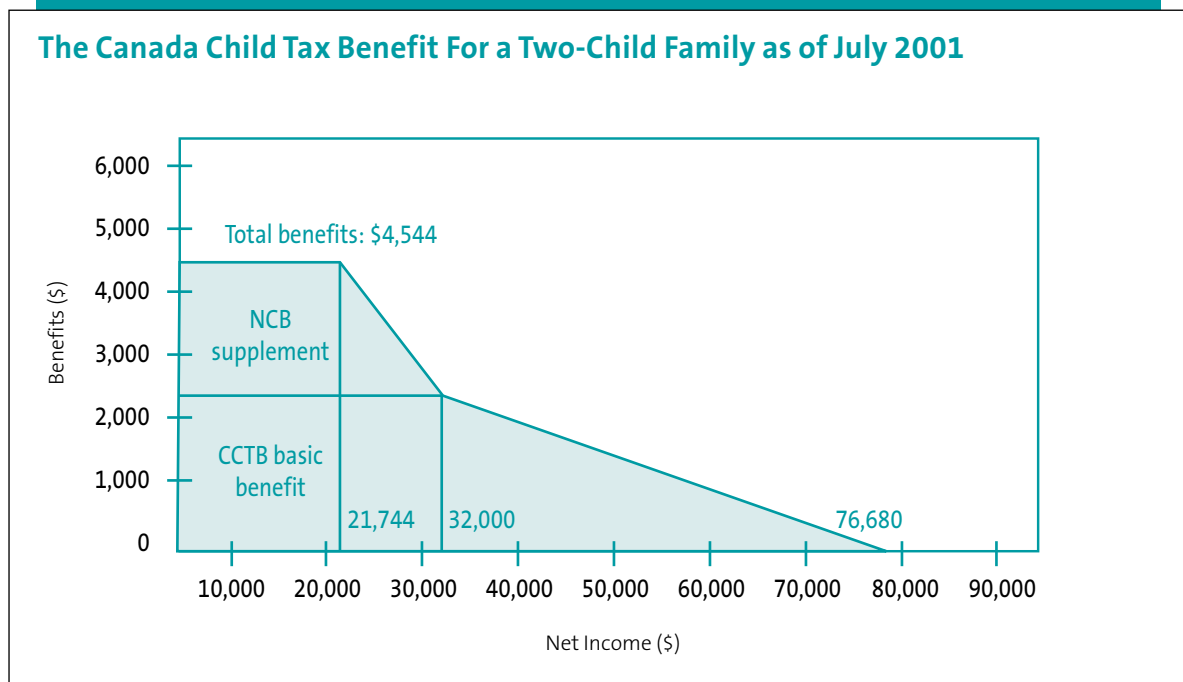 The Canada Child Tax Benefit For a Two-Child Family as of July 2001
6,000
5,000
4,000
3,000
2,000
1,000
0
Benefits ($)
Total benefits: $4,544
NCB
supplement
CCTB basic
benefit
21,744
32,000
76,680
10,000
20,000
30,000
40,000
50,000
60,000
70,000
80,000
90,000
Net Income ($)